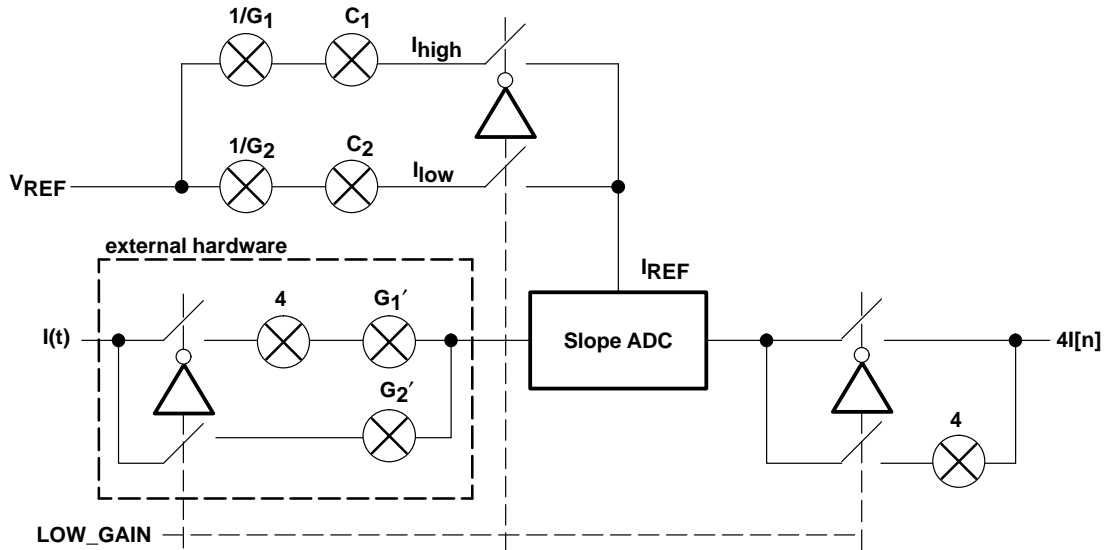 1/G1 C1 Ihigh
1/G2 C2 Ilow
VREF
external hardware
IREF
I(t) 4 G1′ Slope ADC 4I[n]
G2′ 4
LOW_GAIN